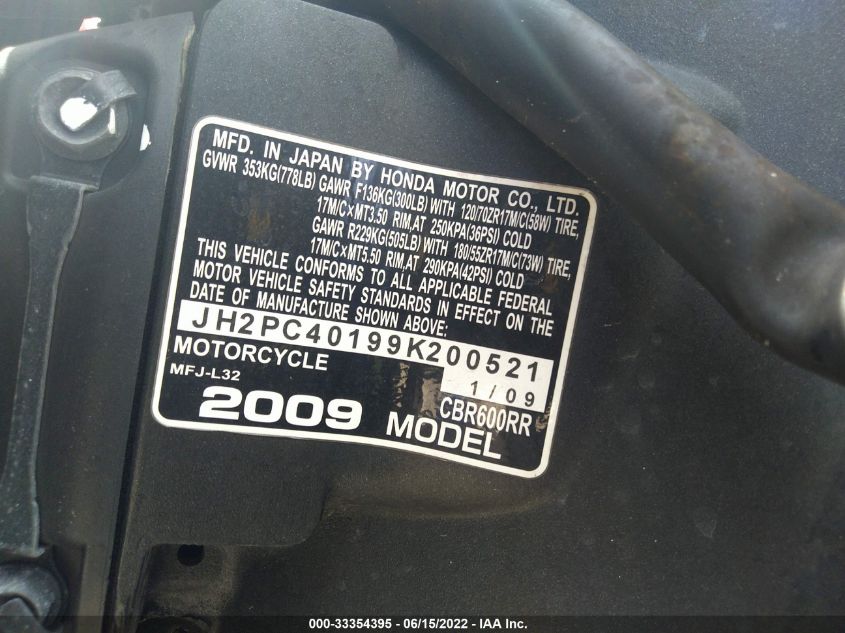 MFD. IN JAPAN BY HONDA MOTOR CO., LTD.
GVWR 353KG(778LB) GAWR F136KG(300LB) WITH 120/70ZR17M/C(58W) TIRE,
17M/C×MT3.50 RIM,AT 250KPA(36PSI) COLD
GAWR R229KG(505LB) WITH 180/55ZR17M/C(73W) TIRE,
17M/C×MT5.50 RIM,AT 290KPA(42PSI) COLD
THIS VEHICLE CONFORMS TO ALL APPLICABLE FEDERAL
MOTOR VEHICLE SAFETY STANDARDS IN EFFECT ON THE
DATE OF MANUFACTURE SHOWN ABOVE:
JH2PC40199K200521
MOTORCYCLE 1/09
MFJ-L32 CBR600RR
2009 MODEL
000-33354395 - 06/15/2022 - IAA Inc.